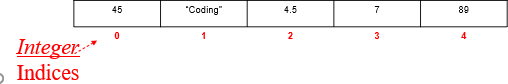 45 "Coding" 4.5 7 89
0 1 2 3 4
Integer
Indices